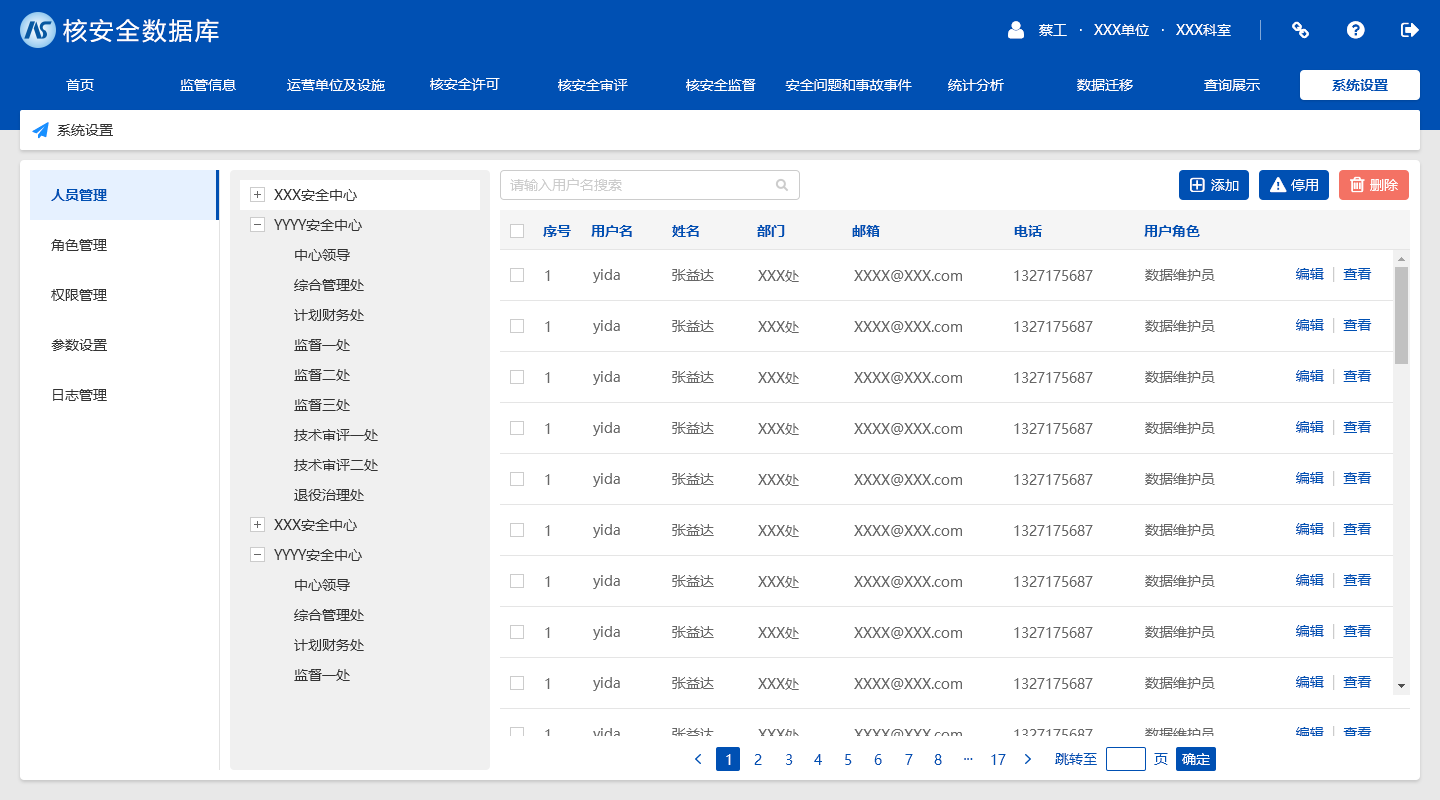 核安全数据库
蔡工 · XXX单位 · XXX科室
首页 监管信息 运营单位及设施 核安全许可 核安全审评 核安全监督 安全问题和事故事件 统计分析 数据迁移 查询展示 系统设置
系统设置
人员管理
角色管理
权限管理
参数设置
日志管理
XXX安全中心
YYYY安全中心
中心领导
综合管理处
计划财务处
监督一处
监督二处
监督三处
技术审评一处
技术审评二处
退役治理处
XXX安全中心
YYYY安全中心
中心领导
综合管理处
计划财务处
监督一处
请输入用户名搜索 添加 停用 删除
序号 用户名 姓名 部门 邮箱 电话 用户角色
1 yida 张益达 XXX处 XXXX@XXX.com 1327175687 数据维护员 编辑 查看
1 yida 张益达 XXX处 XXXX@XXX.com 1327175687 数据维护员 编辑 查看
1 yida 张益达 XXX处 XXXX@XXX.com 1327175687 数据维护员 编辑 查看
1 yida 张益达 XXX处 XXXX@XXX.com 1327175687 数据维护员 编辑 查看
1 yida 张益达 XXX处 XXXX@XXX.com 1327175687 数据维护员 编辑 查看
1 yida 张益达 XXX处 XXXX@XXX.com 1327175687 数据维护员 编辑 查看
1 yida 张益达 XXX处 XXXX@XXX.com 1327175687 数据维护员 编辑 查看
1 yida 张益达 XXX处 XXXX@XXX.com 1327175687 数据维护员 编辑 查看
1 yida 张益达 XXX处 XXXX@XXX.com 1327175687 数据维护员 编辑 查看
1 yida 张益达 XXX处 XXXX@XXX.com 1327175687 数据维护员 编辑 查看
< 1 2 3 4 5 6 7 8 ··· 17 > 跳转至 页 确定